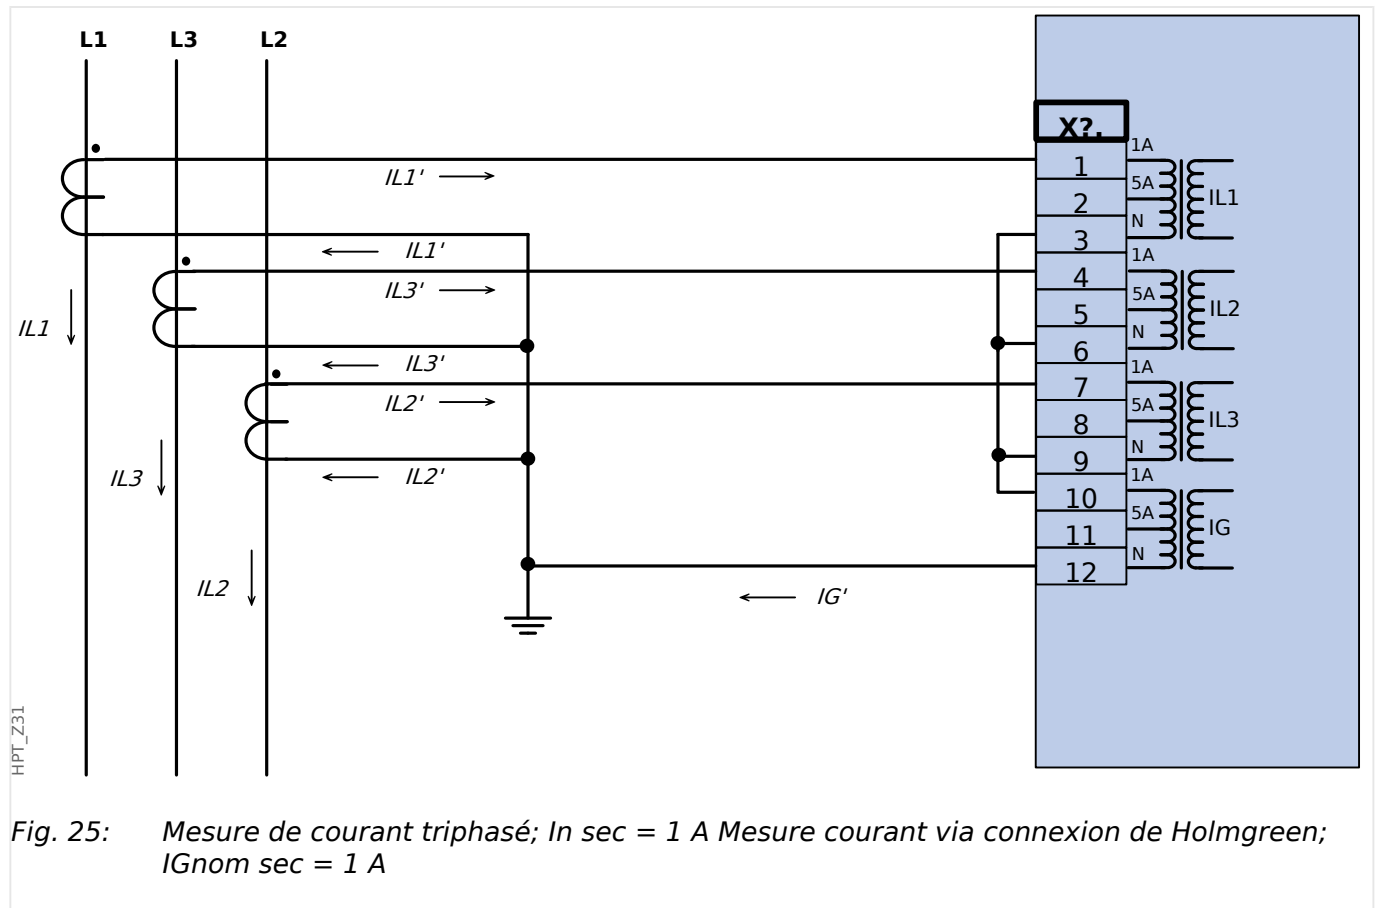 L1 L3 L2
X?.
1
2
3
4
5
6
7
8
9
10
11
12
1A
5A
N
IL1
1A
5A
N
IL2
1A
5A
N
IL3
1A
5A
N
IG
IL1'
IL1'
IL3'
IL3'
IL2'
IL2'
IG'
IL1
IL3
IL2
HPT_Z31
Fig. 25: Mesure de courant triphasé; In sec = 1 A Mesure courant via connexion de Holmgreen;
IGnom sec = 1 A